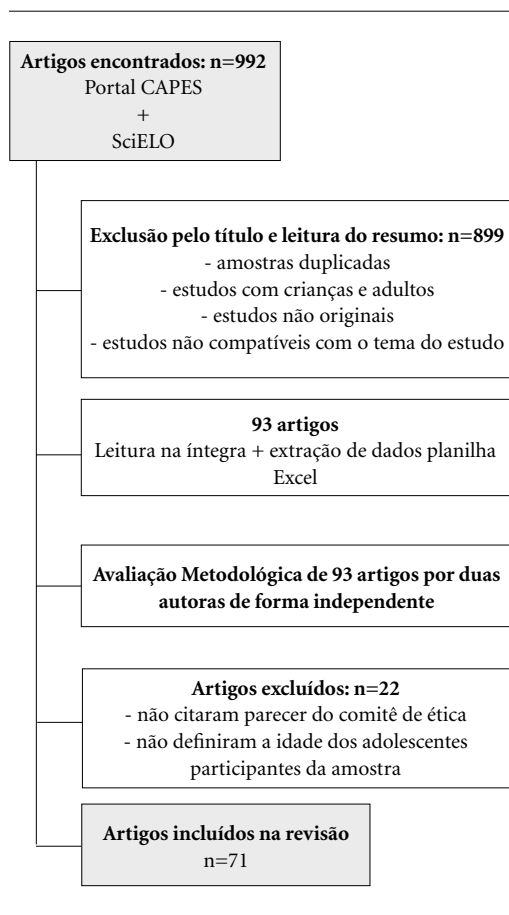 Artigos encontrados: n=992
Portal CAPES
+
SciELO
Exclusão pelo título e leitura do resumo: n=899
- amostras duplicadas
- estudos com crianças e adultos
- estudos não originais
- estudos não compatíveis com o tema do estudo
93 artigos
Leitura na íntegra + extração de dados planilha
Excel
Avaliação Metodológica de 93 artigos por duas
autoras de forma independente
Artigos excluídos: n=22
- não citaram parecer do comitê de ética
- não definiram a idade dos adolescentes
participantes da amostra
Artigos incluídos na revisão
n=71